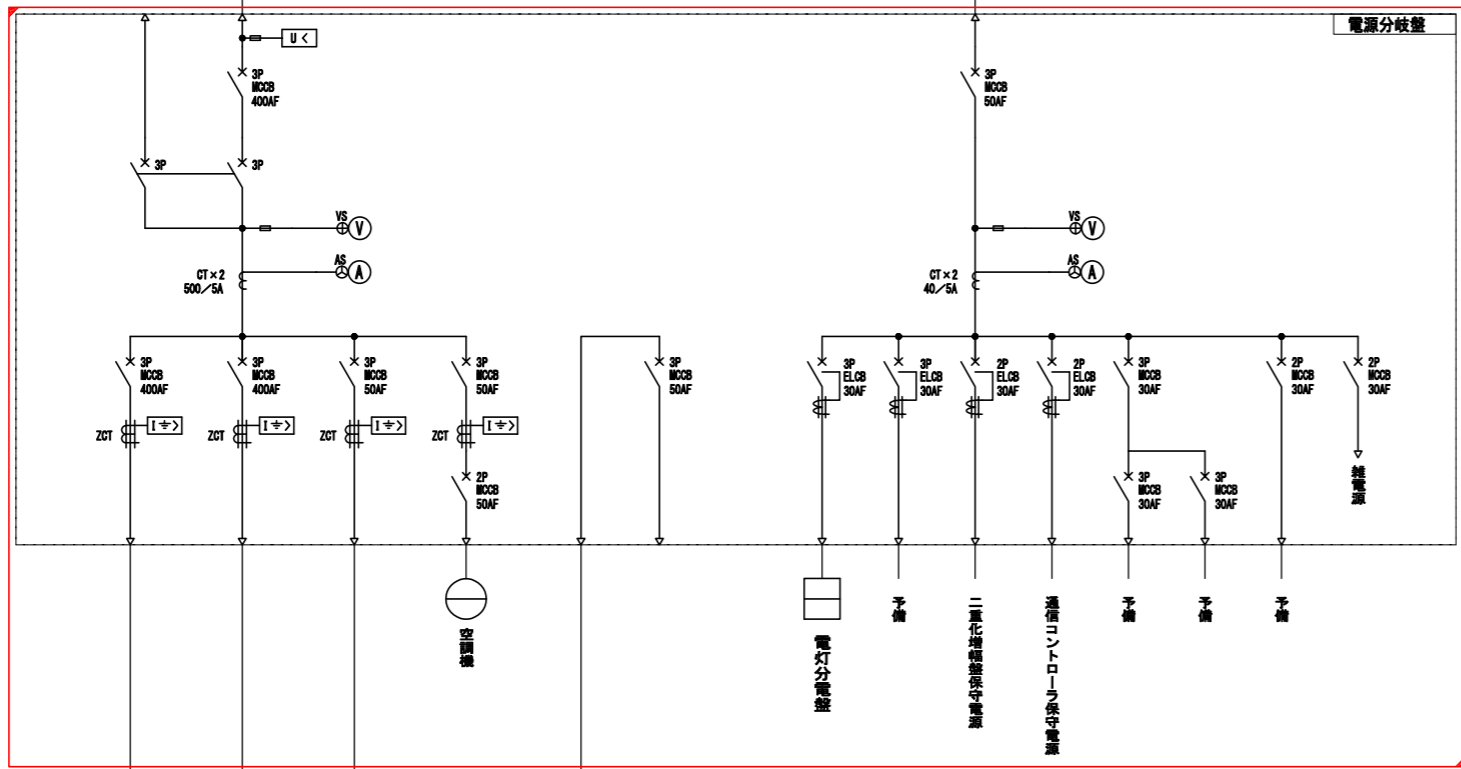 電源分岐盤
U<
3P
MCCB
400AF
3P
MCCB
50AF
3P
3P
VS
V
VS
V
AS
A
AS
A
CT×2
500/5A
CT×2
40/5A
3P
MCCB
400AF
3P
MCCB
400AF
3P
MCCB
50AF
3P
MCCB
50AF
3P
MCCB
50AF
3P
ELCB
30AF
3P
ELCB
30AF
2P
ELCB
30AF
2P
ELCB
30AF
3P
MCCB
30AF
2P
MCCB
30AF
2P
MCCB
30AF
ZCT
I⏚>
ZCT
I⏚>
ZCT
I⏚>
ZCT
I⏚>
2P
MCCB
50AF
3P
MCCB
30AF
3P
MCCB
30AF
雑電源
空調機
電灯分電盤
予備
二重化増幅盤保守電源
通信コントローラ保守電源
予備
予備
予備